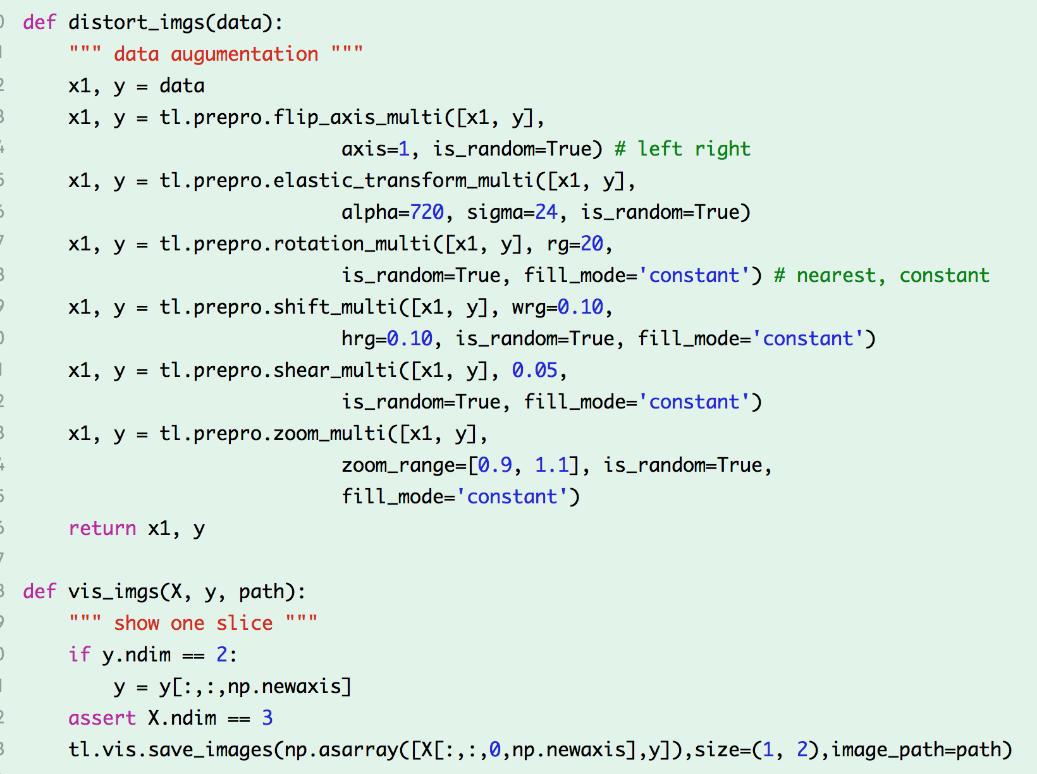 def distort_imgs(data):
    """ data augumentation """
    x1, y = data
    x1, y = tl.prepro.flip_axis_multi([x1, y],
                            axis=1, is_random=True) # left right
    x1, y = tl.prepro.elastic_transform_multi([x1, y],
                            alpha=720, sigma=24, is_random=True)
    x1, y = tl.prepro.rotation_multi([x1, y], rg=20,
                            is_random=True, fill_mode='constant') # nearest, constant
    x1, y = tl.prepro.shift_multi([x1, y], wrg=0.10,
                            hrg=0.10, is_random=True, fill_mode='constant')
    x1, y = tl.prepro.shear_multi([x1, y], 0.05,
                            is_random=True, fill_mode='constant')
    x1, y = tl.prepro.zoom_multi([x1, y],
                            zoom_range=[0.9, 1.1], is_random=True,
                            fill_mode='constant')
    return x1, y

def vis_imgs(X, y, path):
    """ show one slice """
    if y.ndim == 2:
        y = y[:,:,np.newaxis]
    assert X.ndim == 3
    tl.vis.save_images(np.asarray([X[:,:,0,np.newaxis],y]),size=(1, 2),image_path=path)